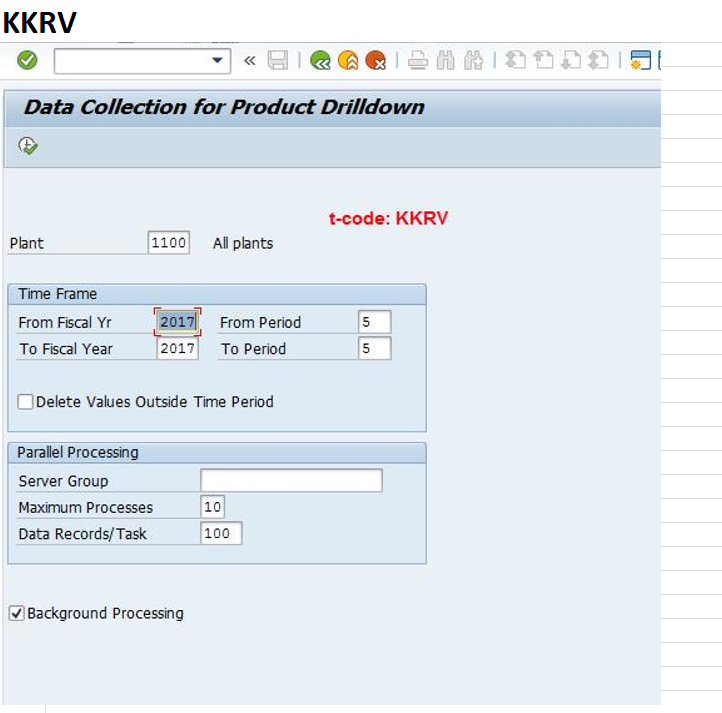 KKRV
Data Collection for Product Drilldown
t-code: KKRV
Plant 1100 All plants
Time Frame
From Fiscal Yr 2017 From Period 5
To Fiscal Year 2017 To Period 5
Delete Values Outside Time Period
Parallel Processing
Server Group
Maximum Processes 10
Data Records/Task 100
Background Processing